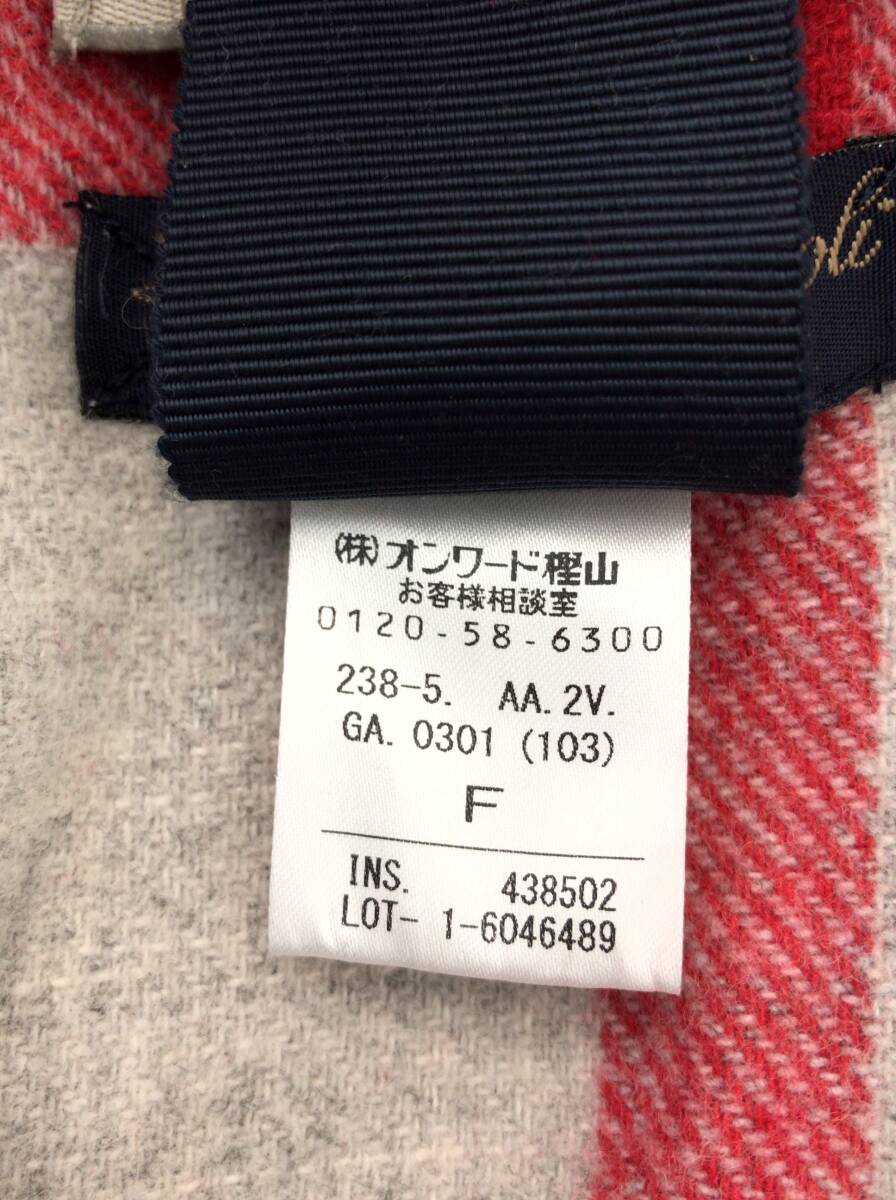 (株)オンワード樫山
お客様相談室
0120-58-6300
238-5. AA. 2V.
GA. 0301 (103)
F
INS. 438502
LOT- 1-6046489